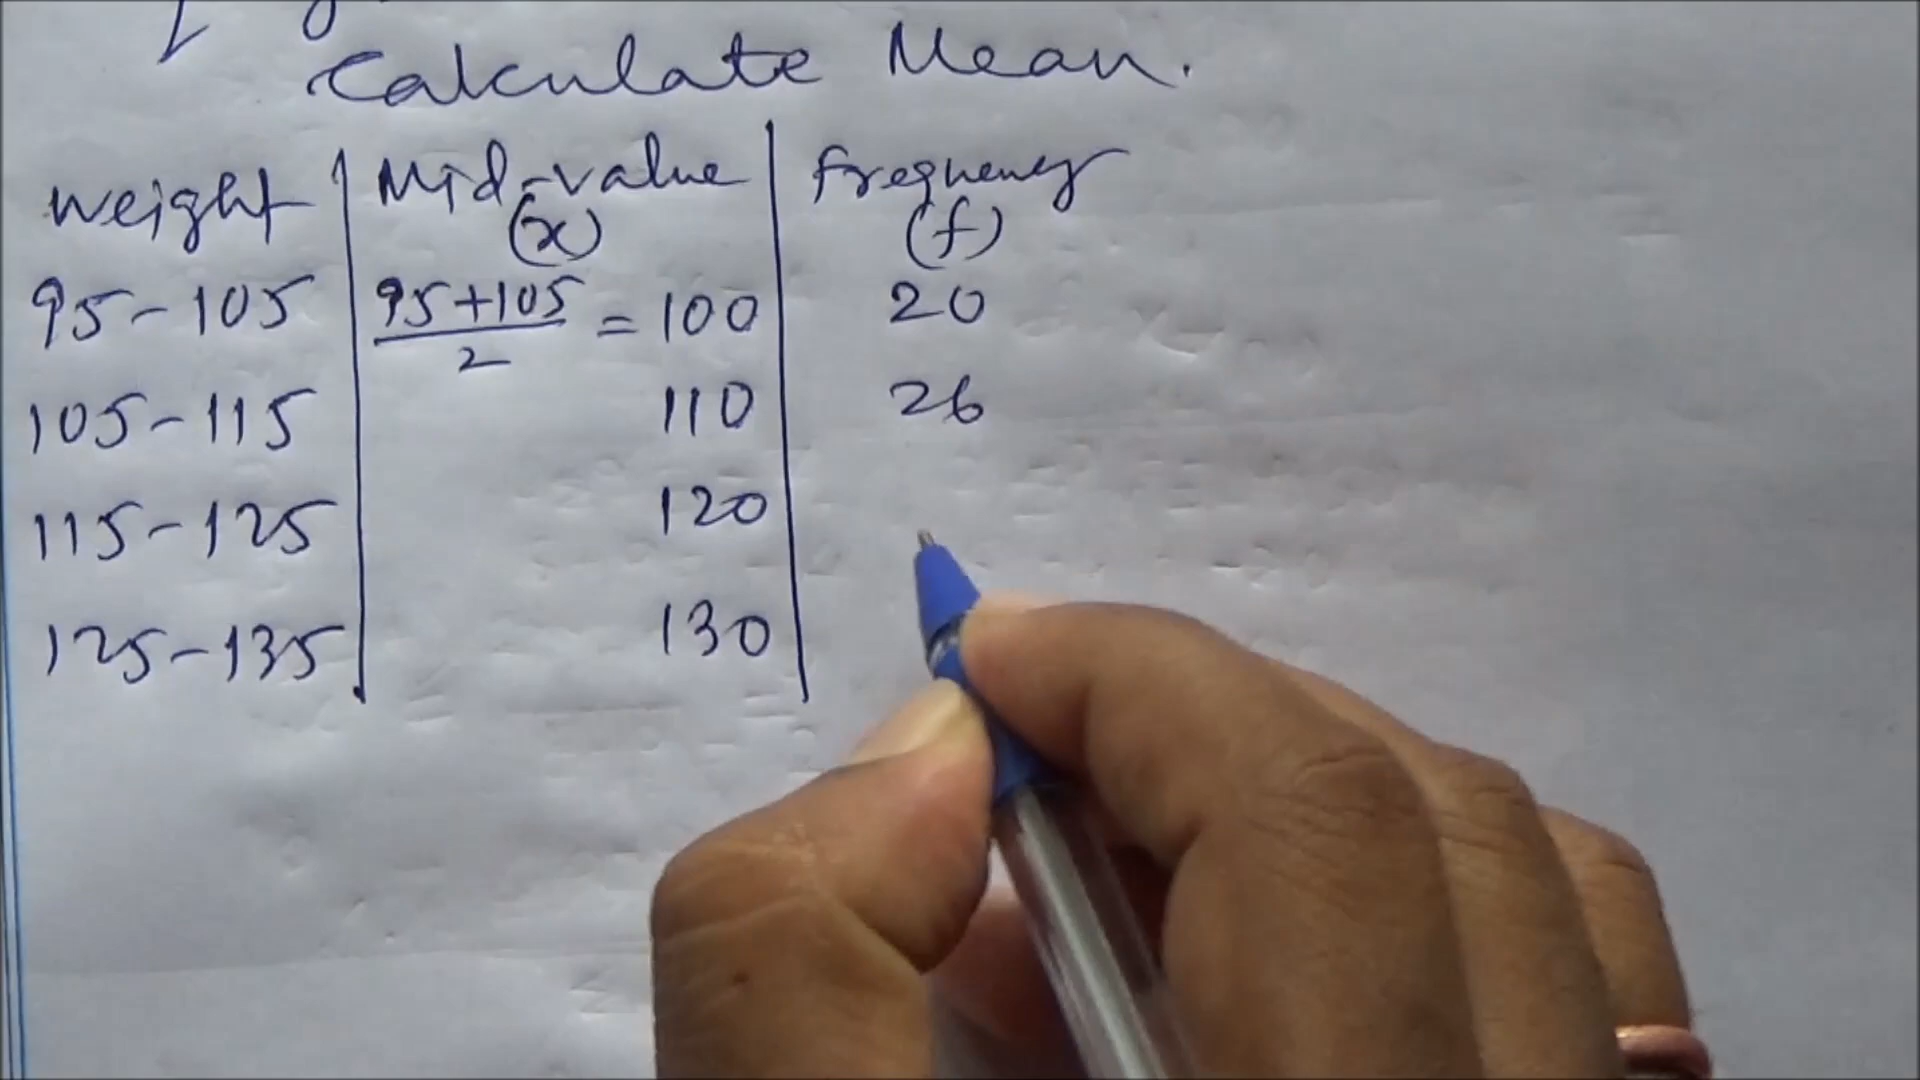 Calculate Mean.
Weight Mid-value frequency
(x) (f)
95-105 95+105/2 = 100 20
105-115 110 26
115-125 120
125-135 130